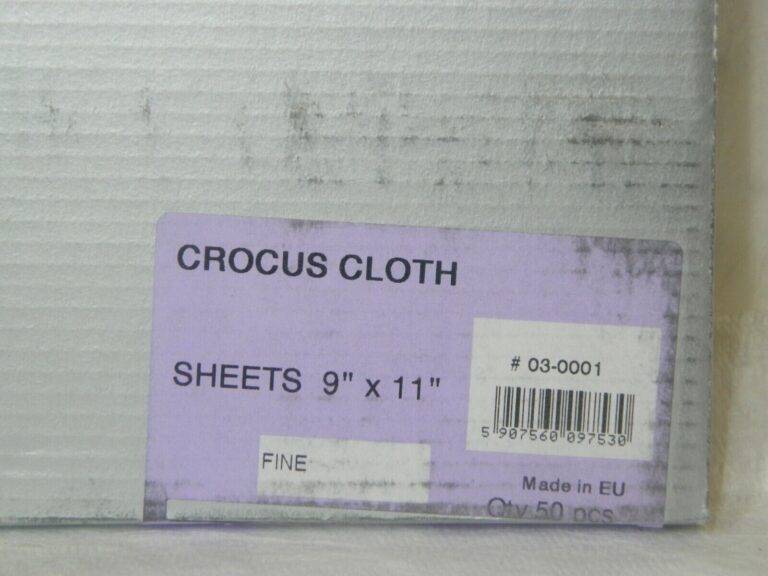 CROCUS CLOTH
SHEETS 9" x 11"
# 03-0001
5 907560 097530
FINE
Made in EU
Qty 50 pcs